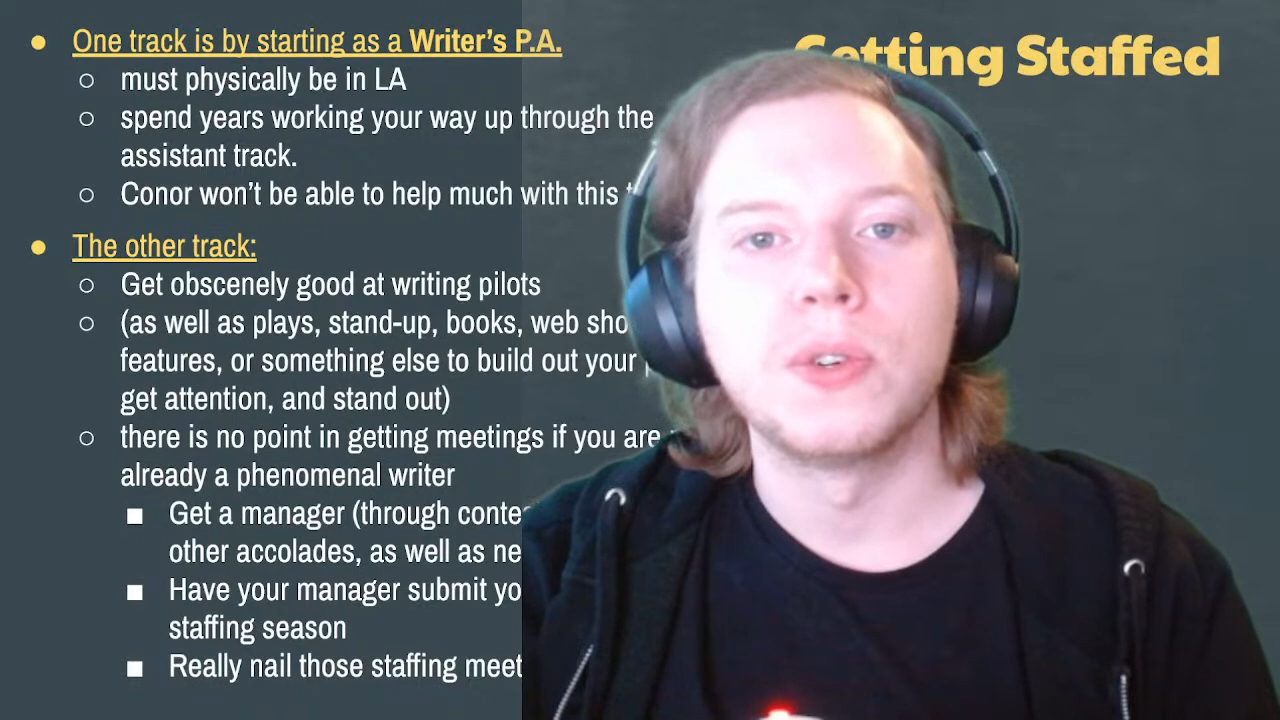 Getting Staffed
● One track is by starting as a Writer's P.A.
○ must physically be in LA
○ spend years working your way up through the
assistant track.
○ Conor won't be able to help much with this
● The other track:
○ Get obscenely good at writing pilots
○ (as well as plays, stand-up, books, web
features, or something else to build out your
get attention, and stand out)
○ there is no point in getting meetings if you are
already a phenomenal writer
■ Get a manager (through
other accolades, as well as
■ Have your manager submit
staffing season
■ Really nail those staffing